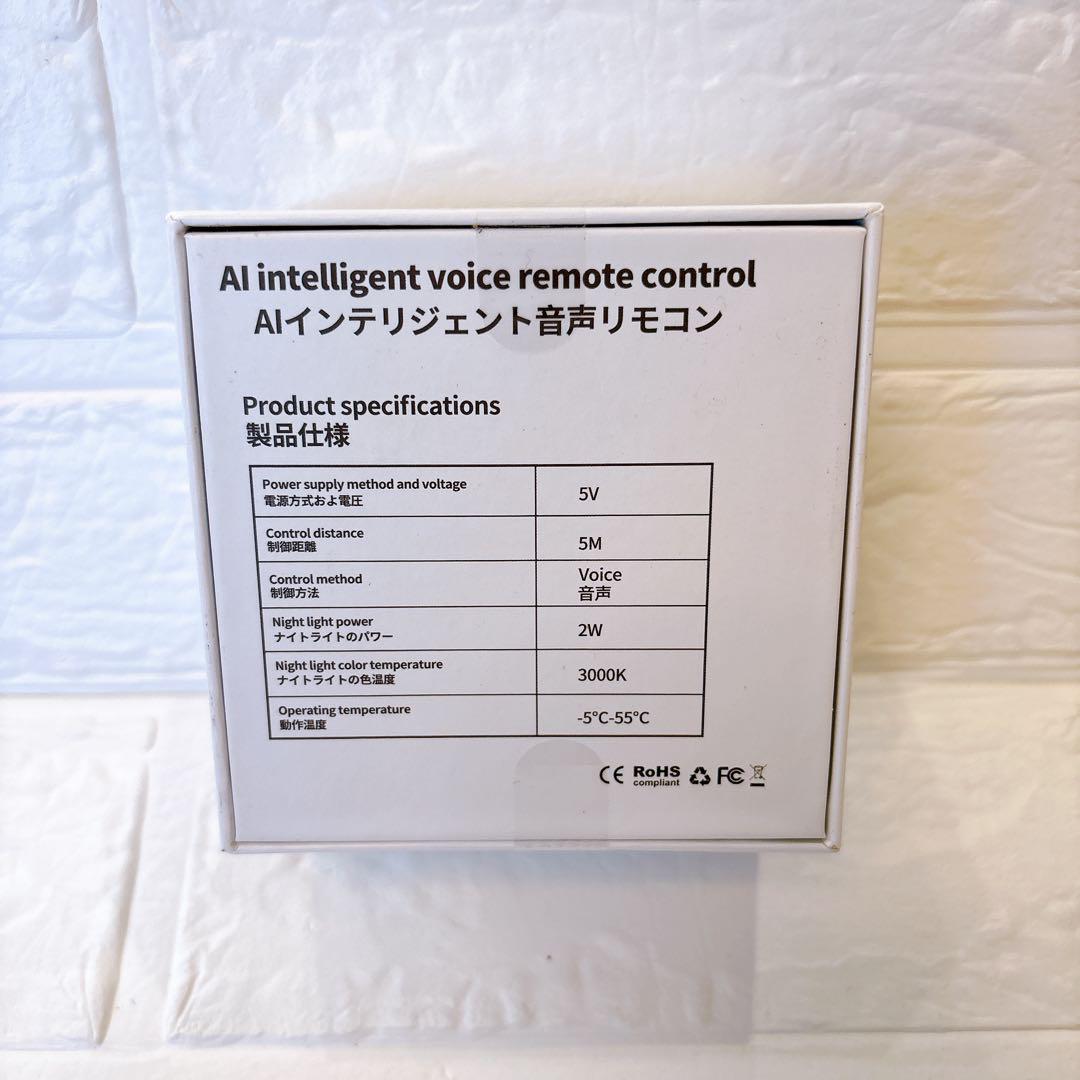 AI intelligent voice remote control
AIインテリジェント音声リモコン
Product specifications
製品仕様
Power supply method and voltage
電源方式およ電圧
5V
Control distance
制御距離
5M
Control method
制御方法
Voice
音声
Night light power
ナイトライトのパワー
2W
Night light color temperature
ナイトライトの色温度
3000K
Operating temperature
動作温度
-5°C-55°C
CE RoHS FC
compliant